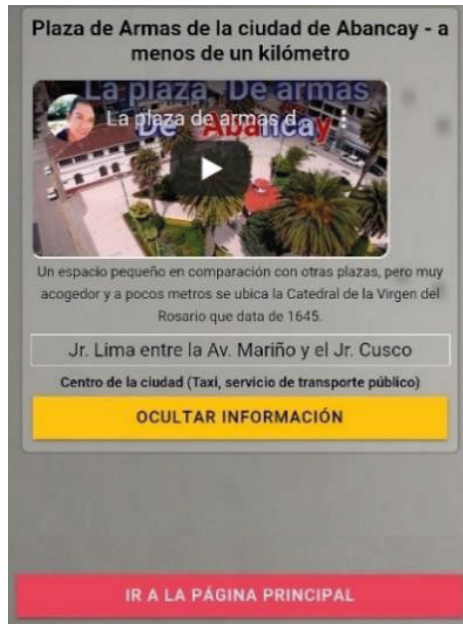 Plaza de Armas de la ciudad de Abancay - a
menos de un kilómetro
La plaza De armas
La plaza de armas d...
De Abancay
Un espacio pequeño en comparación con otras plazas, pero muy
acogedor y a pocos metros se ubica la Catedral de la Virgen del
Rosario que data de 1645.
Jr. Lima entre la Av. Mariño y el Jr. Cusco
Centro de la ciudad (Taxi, servicio de transporte público)
OCULTAR INFORMACIÓN
IR A LA PÁGINA PRINCIPAL